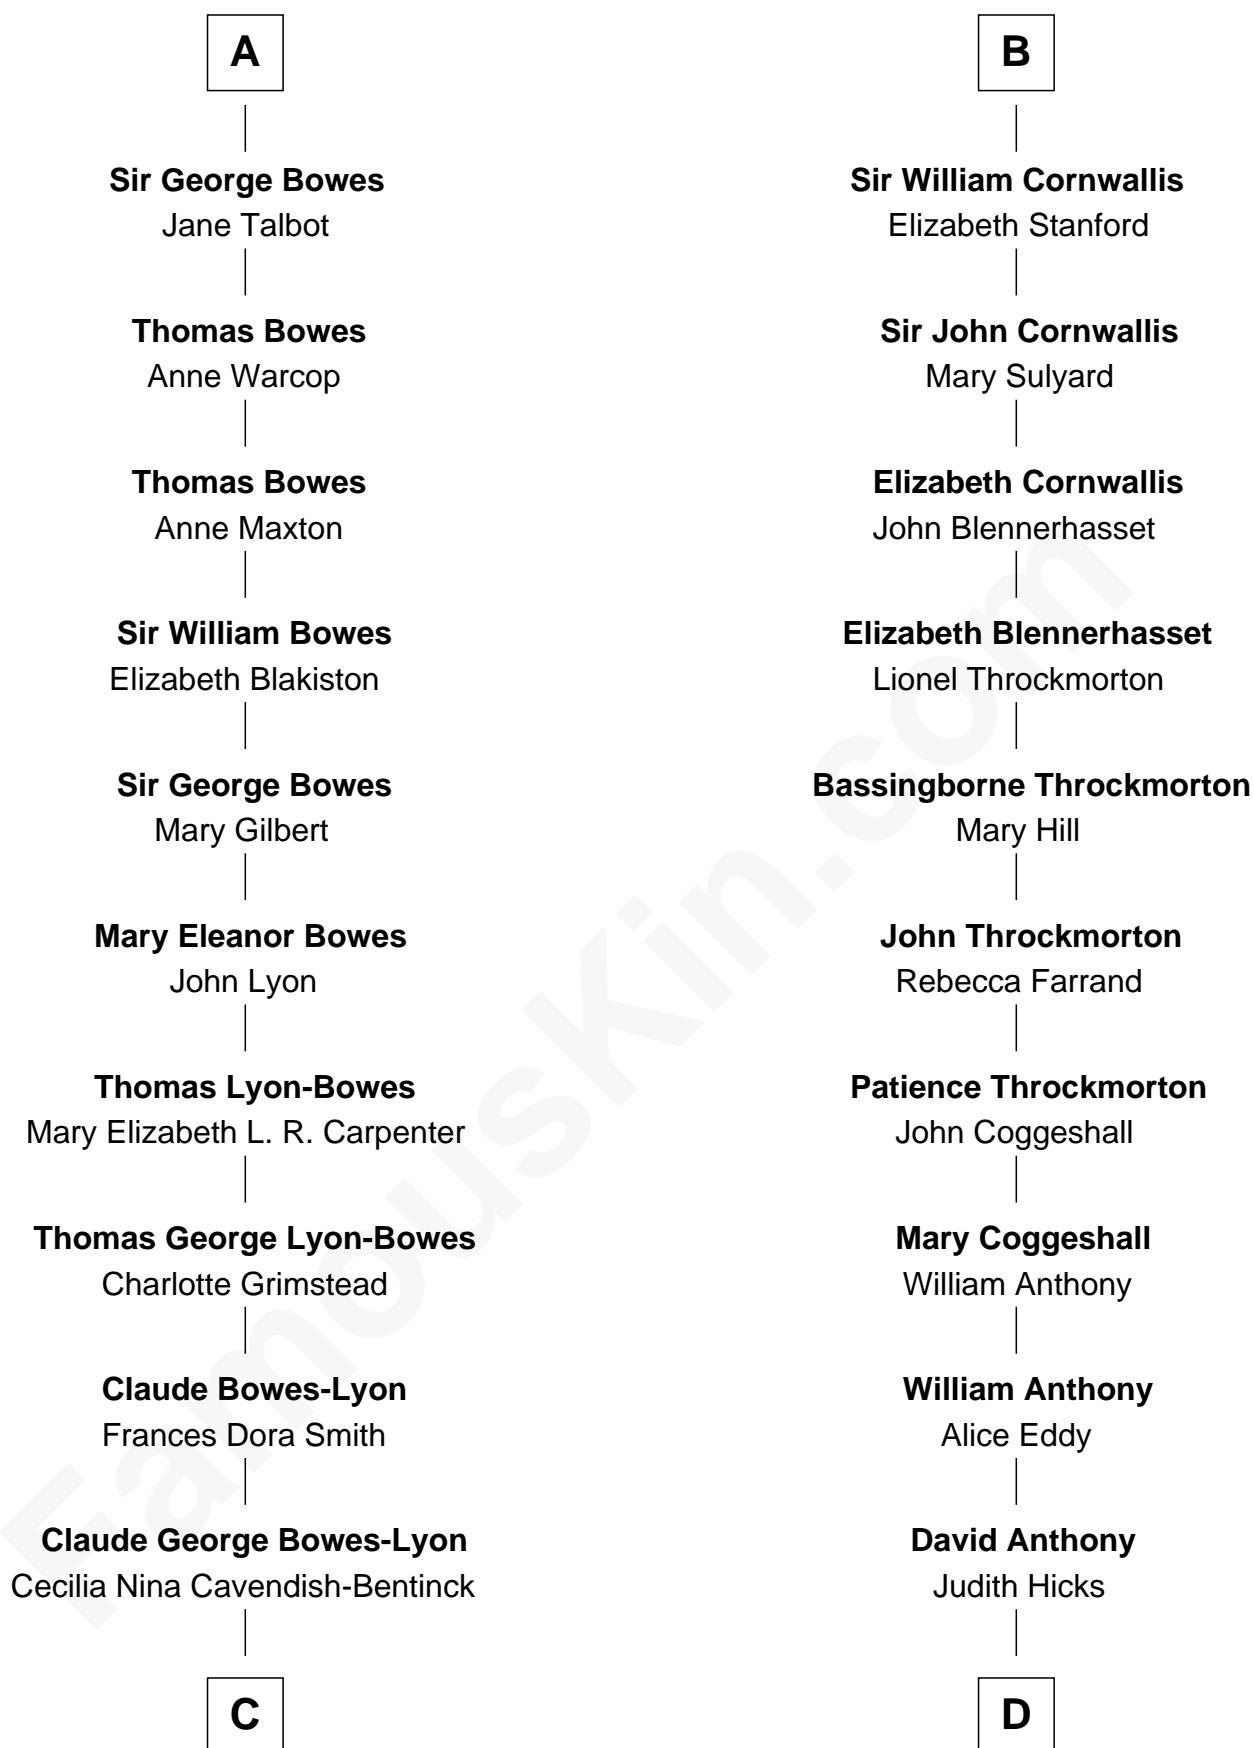 A
Sir George Bowes
Jane Talbot
Thomas Bowes
Anne Warcop
Thomas Bowes
Anne Maxton
Sir William Bowes
Elizabeth Blakiston
Sir George Bowes
Mary Gilbert
Mary Eleanor Bowes
John Lyon
Thomas Lyon-Bowes
Mary Elizabeth L. R. Carpenter
Thomas George Lyon-Bowes
Charlotte Grimstead
Claude Bowes-Lyon
Frances Dora Smith
Claude George Bowes-Lyon
Cecilia Nina Cavendish-Bentinck
C
B
Sir William Cornwallis
Elizabeth Stanford
Sir John Cornwallis
Mary Sulyard
Elizabeth Cornwallis
John Blennerhasset
Elizabeth Blennerhasset
Lionel Throckmorton
Bassingborne Throckmorton
Mary Hill
John Throckmorton
Rebecca Farrand
Patience Throckmorton
John Coggeshall
Mary Coggeshall
William Anthony
William Anthony
Alice Eddy
David Anthony
Judith Hicks
D
FamousKin.com